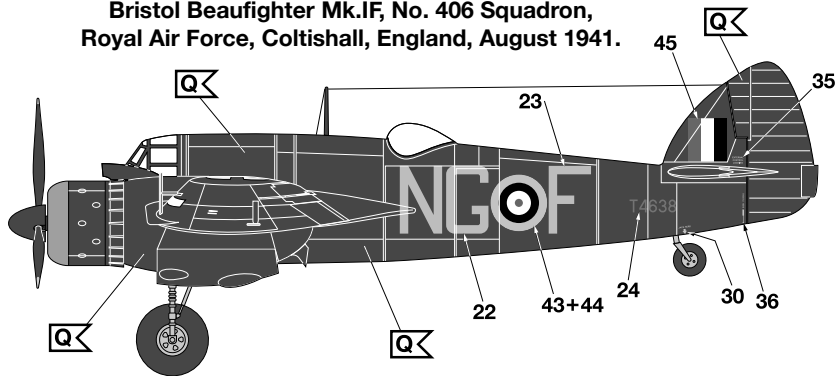 Bristol Beaufighter Mk.IF, No. 406 Squadron,
Royal Air Force, Coltishall, England, August 1941.
Q
45
Q
35
23
NG F
T4638
22
43+44
24
30
36
Q
Q